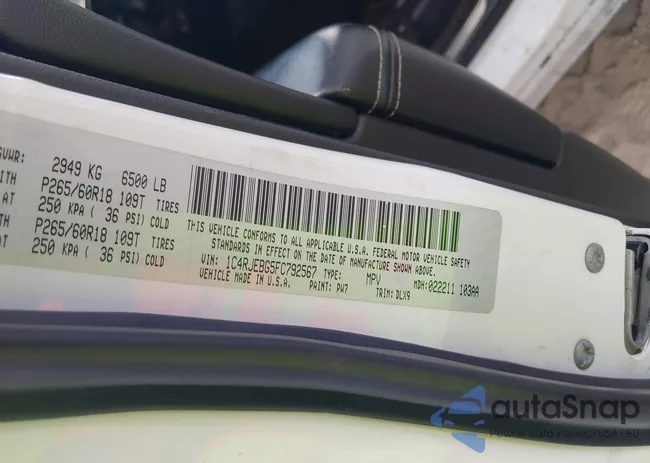 GVWR: 2949 KG 6500 LB
ITH P265/60R18 109T TIRES
AT 250 KPA ( 36 PSI) COLD
ITH P265/60R18 109T TIRES
AT 250 KPA ( 36 PSI) COLD
THIS VEHICLE CONFORMS TO ALL APPLICABLE U.S.A. FEDERAL MOTOR VEHICLE SAFETY
STANDARDS IN EFFECT ON THE DATE OF MANUFACTURE SHOWN ABOVE.
VIN: 1C4RJEBG5FC792567 TYPE: MPV MDH: 022211 103AA
VEHICLE MADE IN U.S.A. PAINT: PW7 TRIM: DLX9
autaSnap